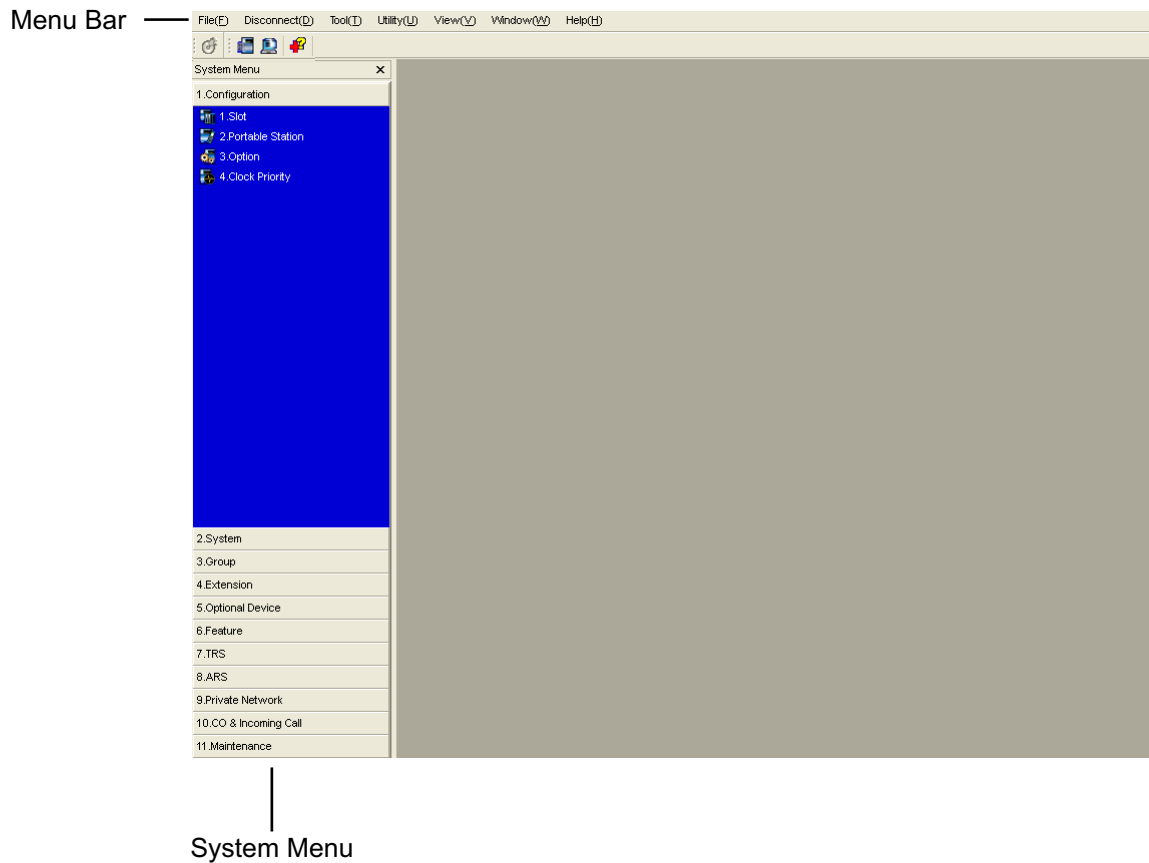 Menu Bar
File(F) Disconnect(D) Tool(T) Utility(U) View(V) Window(W) Help(H)
System Menu
1.Configuration
1.Slot
2.Portable Station
3.Option
4.Clock Priority
2.System
3.Group
4.Extension
5.Optional Device
6.Feature
7.TRS
8.ARS
9.Private Network
10.CO & Incoming Call
11.Maintenance
System Menu